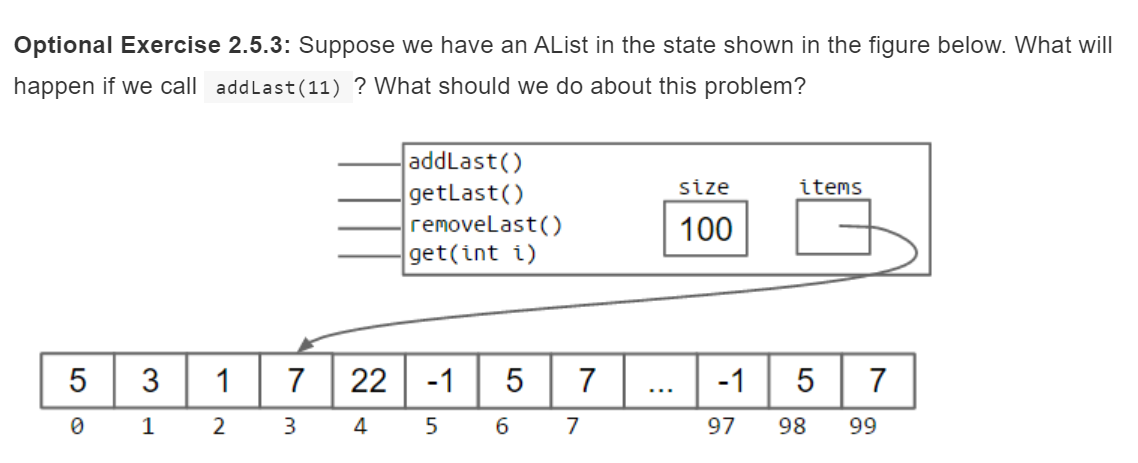 Optional Exercise 2.5.3: Suppose we have an AList in the state shown in the figure below. What will
happen if we call addLast(11) ? What should we do about this problem?
addLast()
getLast()
removeLast()
get(int i)
size
items
100
5 3 1 7 22 -1 5 7 ... -1 5 7
0 1 2 3 4 5 6 7 97 98 99